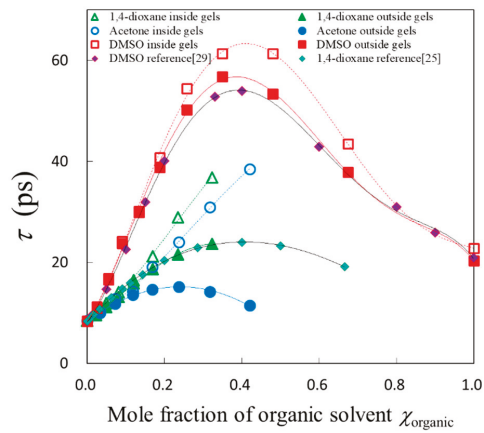 1,4-dioxane inside gels 1,4-dioxane outside gels
Acetone inside gels Acetone outside gels
DMSO inside gels DMSO outside gels
DMSO reference[29] 1,4-dioxane reference[25]
60
40
20
0
τ (ps)
0.0 0.2 0.4 0.6 0.8 1.0
Mole fraction of organic solvent χorganic